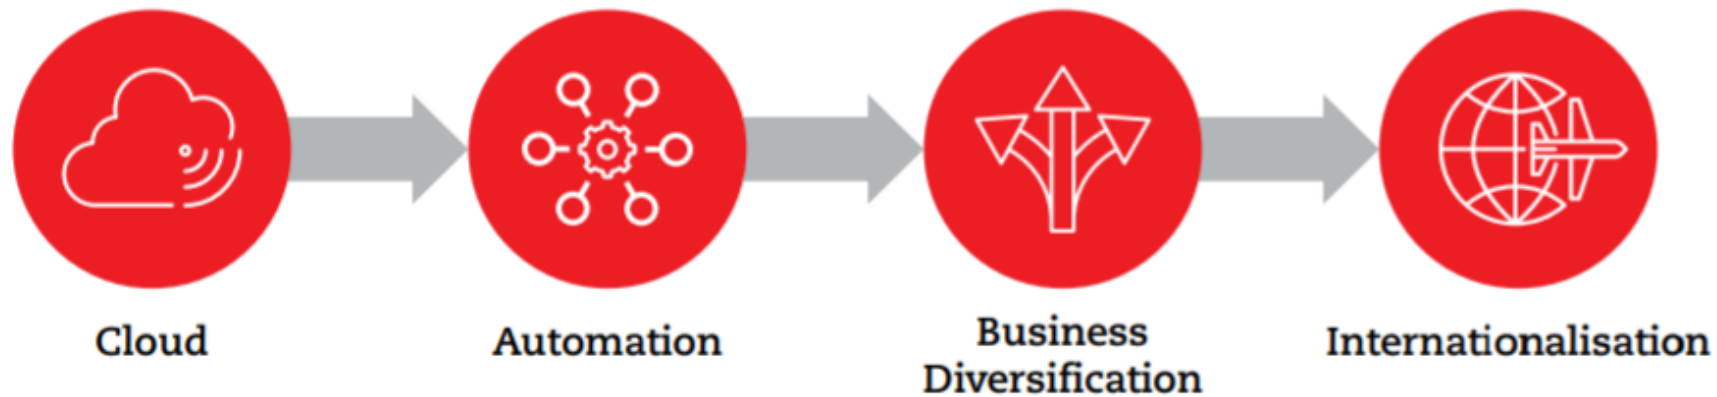 Cloud
Automation
Business
Diversification
Internationalisation